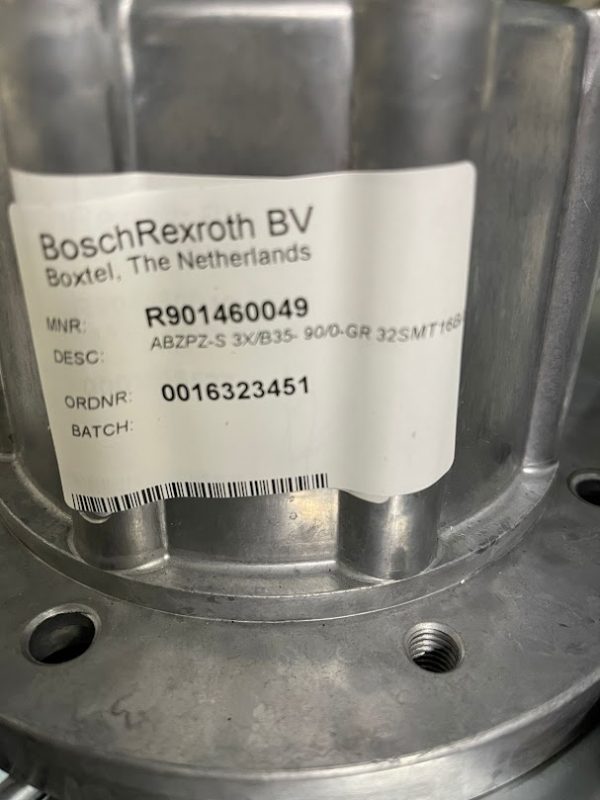 BoschRexroth BV
Boxtel, The Netherlands
MNR: R901460049
DESC: ABZPZ-S 3X/B35- 90/0-GR 32SMT16B
ORDNR: 0016323451
BATCH: